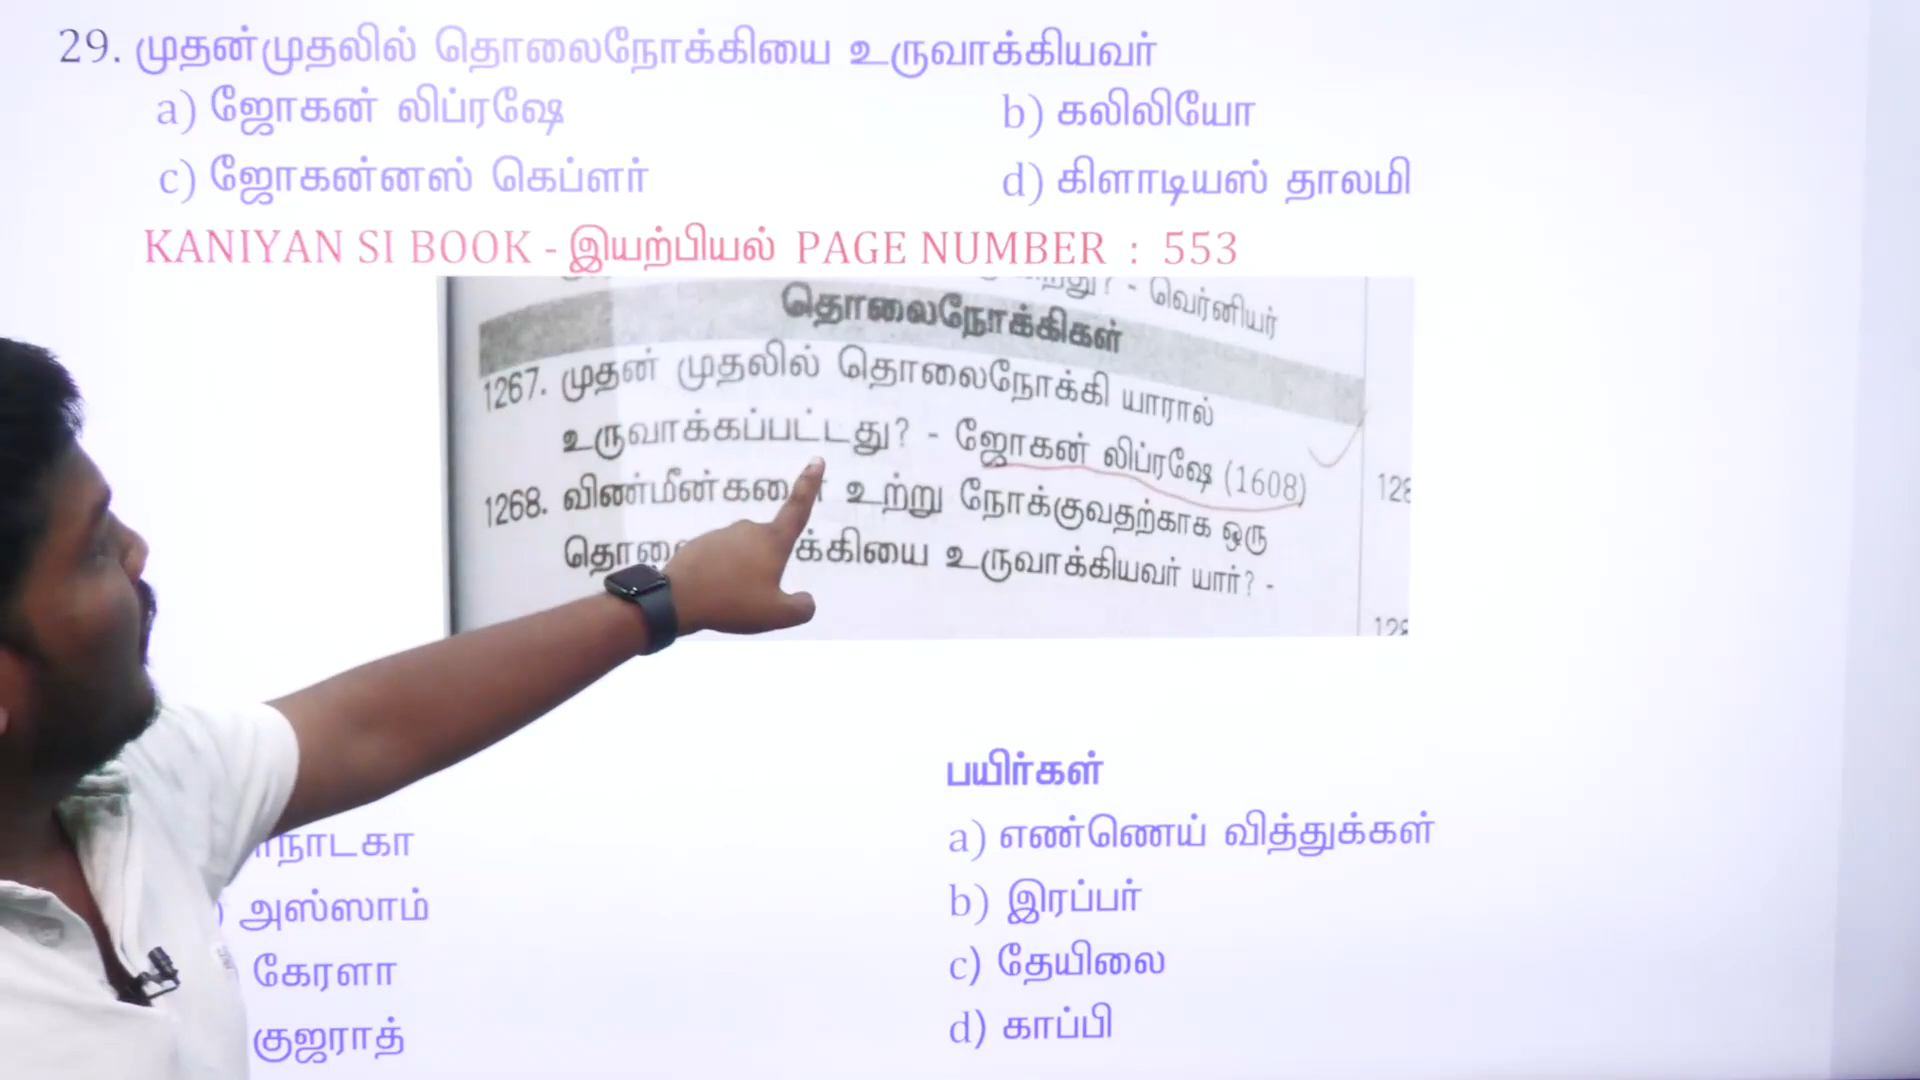 29. முதன்முதலில் தொலைநோக்கியை உருவாக்கியவர்
a) ஜோகன் லிப்ரஷே b) கலிலியோ
c) ஜோகன்னஸ் கெப்ளர் d) கிளாடியஸ் தாலமி
KANIYAN SI BOOK - இயற்பியல் PAGE NUMBER : 553
? - வெர்னியர்
தொலைநோக்கிகள்
1267. முதன் முதலில் தொலைநோக்கி யாரால்
உருவாக்கப்பட்டது? - ஜோகன் லிப்ரஷே (1608)
1268. விண்மீன்களை உற்று நோக்குவதற்காக ஒரு
உருவாக்கியவர் யார்? -
பயிர்கள்
a) எண்ணெய் வித்துக்கள்
அஸ்ஸாம் b) இரப்பர்
கேரளா c) தேயிலை
குஜராத் d) காப்பி